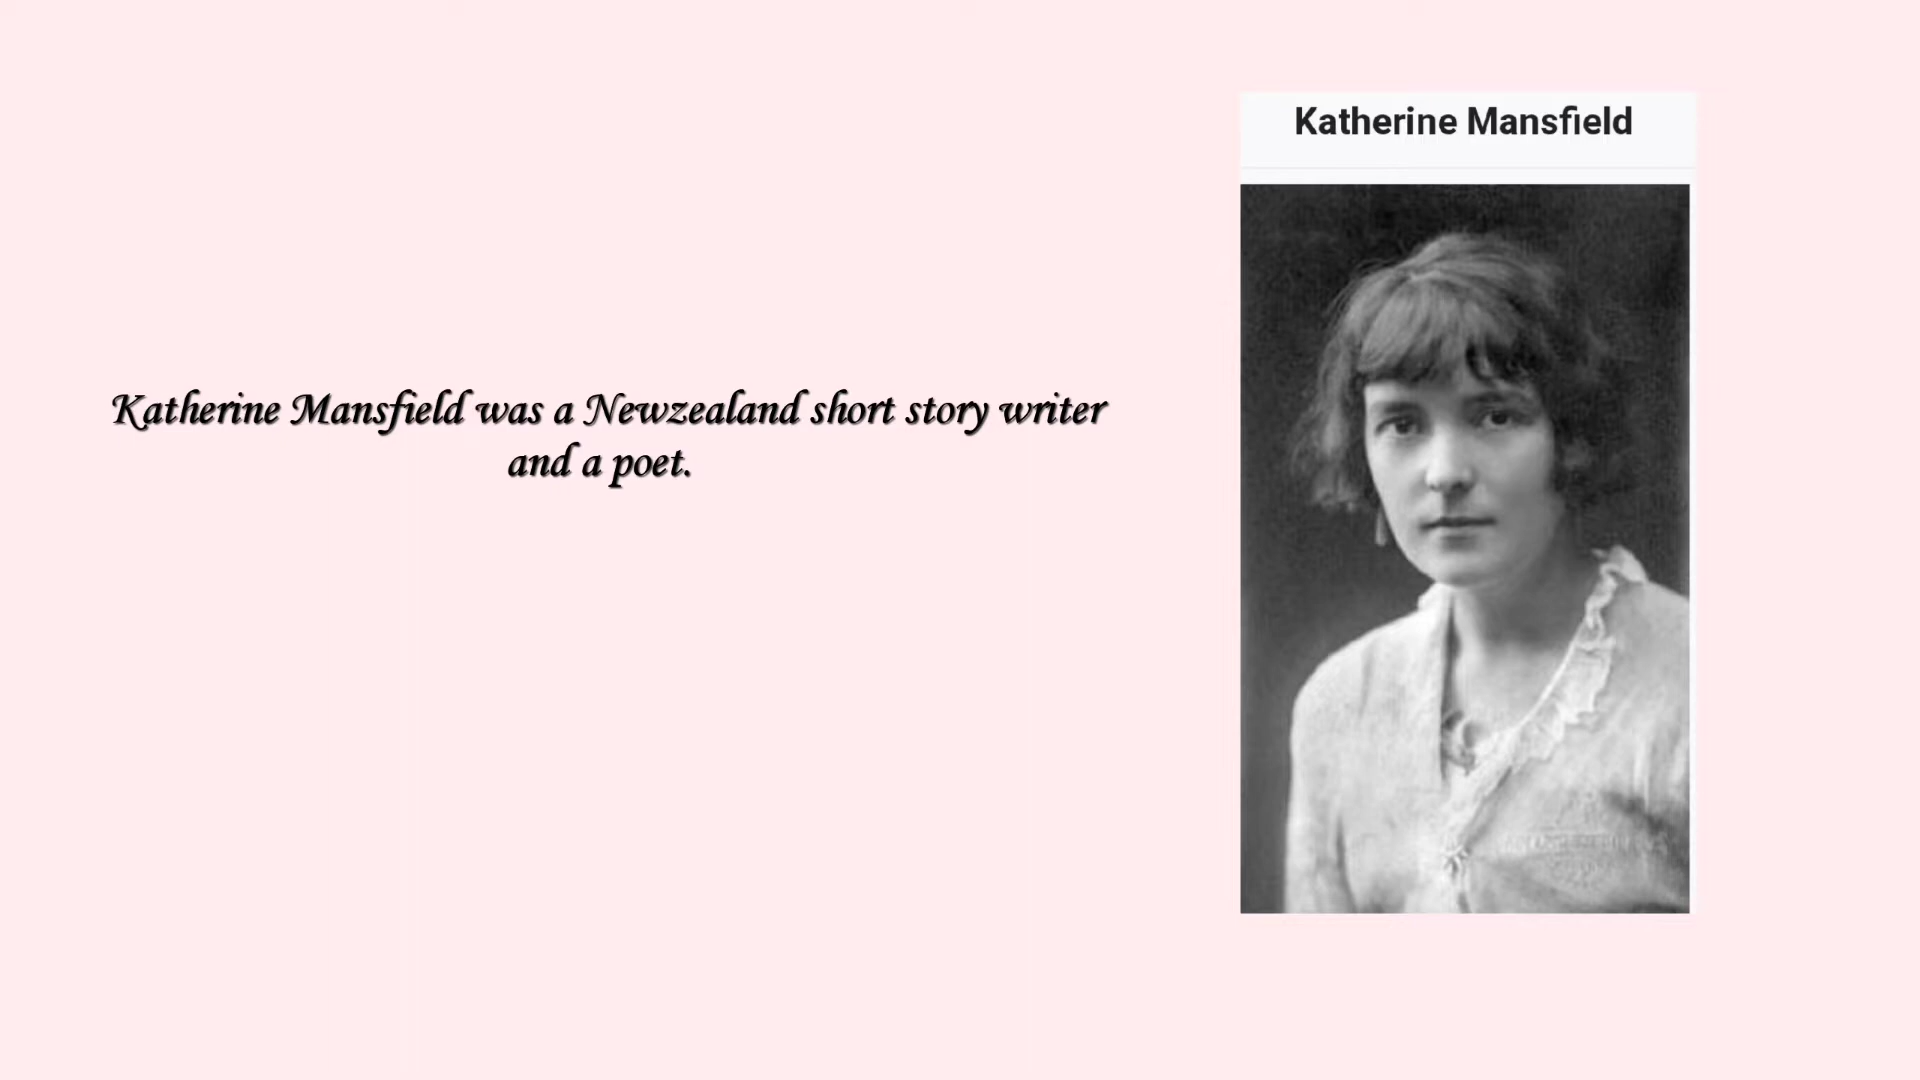 Katherine Mansfield
Katherine Mansfield was a Newzealand short story writer
and a poet.